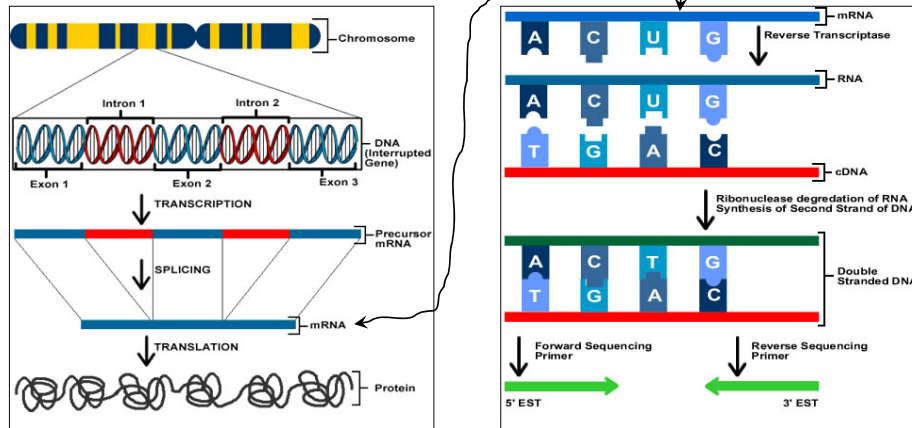 Chromosome
Intron 1
Intron 2
DNA
(Interrupted
Gene)
Exon 1
Exon 2
Exon 3
TRANSCRIPTION
Precursor
mRNA
SPLICING
mRNA
TRANSLATION
Protein
mRNA
A C U G
Reverse Transcriptase
RNA
A C U G
T G A C
cDNA
Ribonuclease degradation of RNA
Synthesis of Second Strand of DNA
A C T G
T G A C
Double
Stranded DNA
Forward Sequencing
Primer
Reverse Sequencing
Primer
5' EST
3' EST